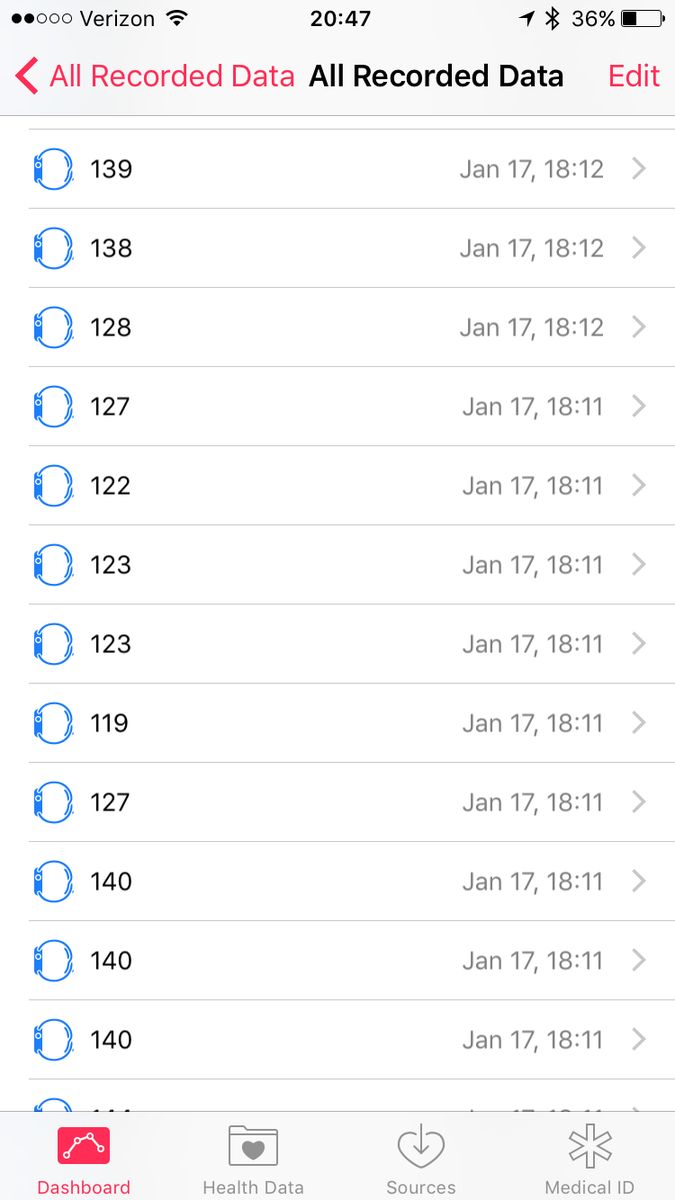 Verizon 20:47 36%
All Recorded Data All Recorded Data Edit
139 Jan 17, 18:12
138 Jan 17, 18:12
128 Jan 17, 18:12
127 Jan 17, 18:11
122 Jan 17, 18:11
123 Jan 17, 18:11
123 Jan 17, 18:11
119 Jan 17, 18:11
127 Jan 17, 18:11
140 Jan 17, 18:11
140 Jan 17, 18:11
140 Jan 17, 18:11
Dashboard Health Data Sources Medical ID